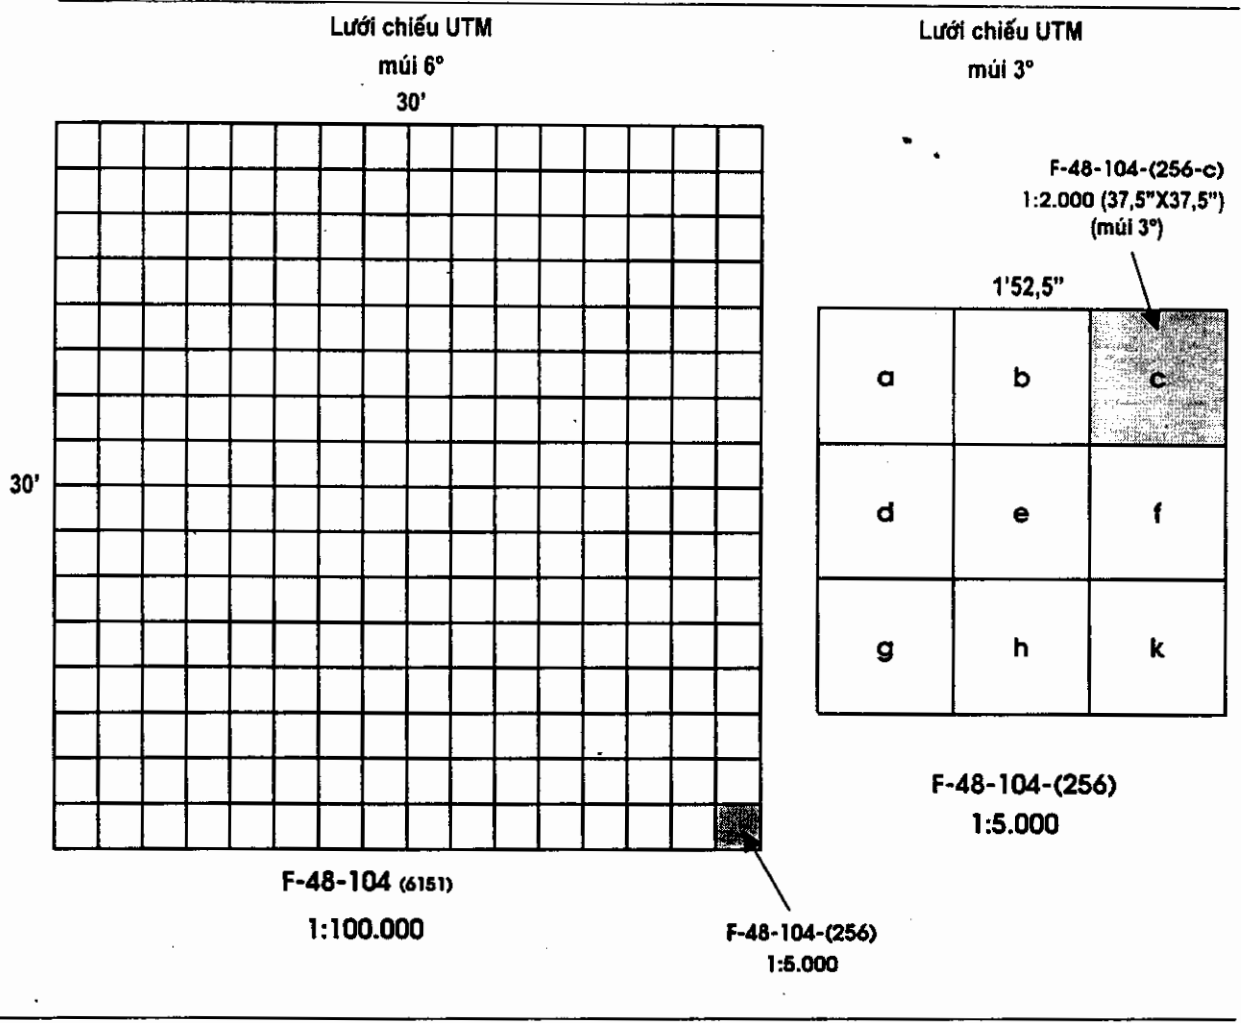 Lưới chiếu UTM
múi 6°
30'
30'
F-48-104 (6151)
1:100.000
F-48-104-(256)
1:5.000
Lưới chiếu UTM
múi 3°
F-48-104-(256-c)
1:2.000 (37,5"X37,5")
(múi 3°)
1'52,5"
a b c
d e f
g h k
F-48-104-(256)
1:5.000